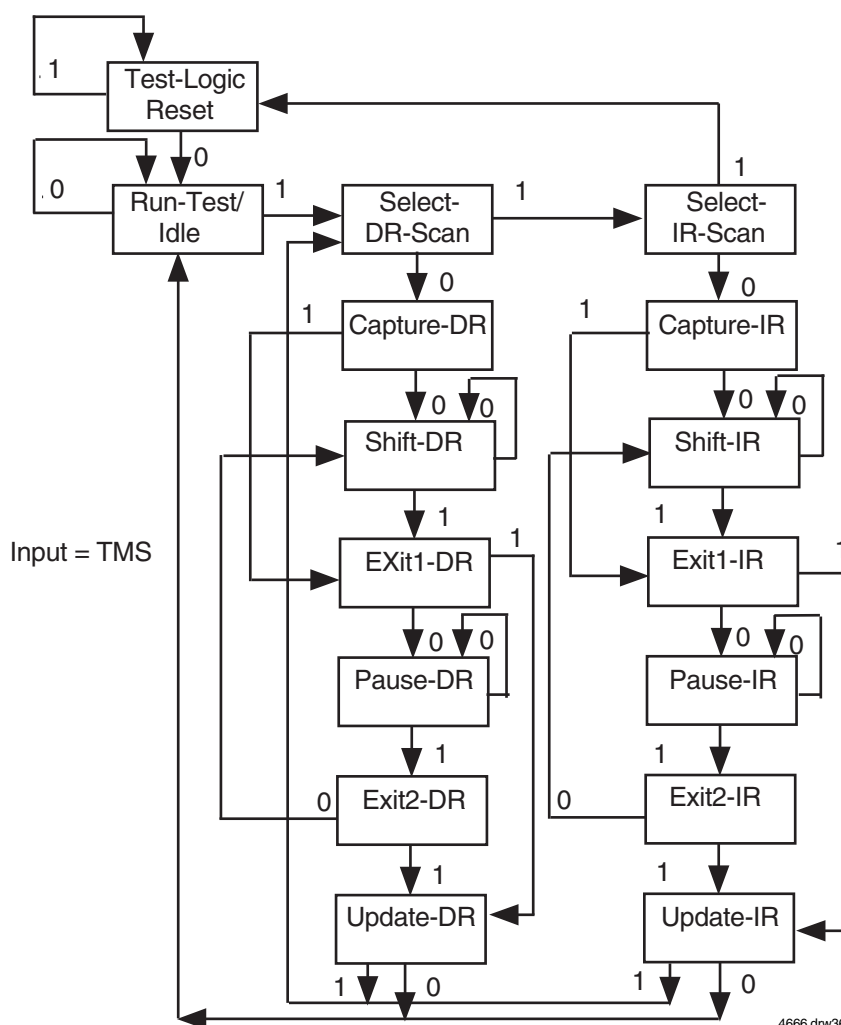 1
Test-Logic
Reset
0
0
Run-Test/
Idle
1
Select-
DR-Scan
1
Select-
IR-Scan
1
0
0
1
Capture-DR
1
Capture-IR
0
0
0
0
Shift-DR
Shift-IR
1
1
Input = TMS
EXit1-DR
1
Exit1-IR
1
0
0
0
0
Pause-DR
Pause-IR
1
1
0
Exit2-DR
0
Exit2-IR
1
1
Update-DR
Update-IR
1
0
1
0